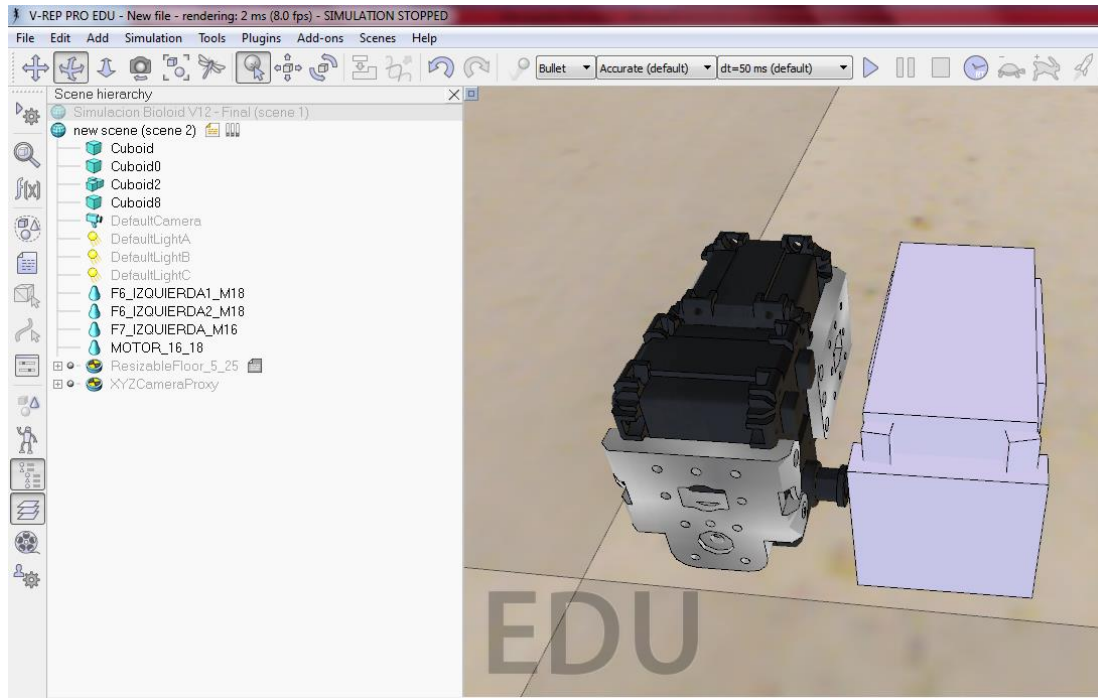 V-REP PRO EDU - New file - rendering: 2 ms (8.0 fps) - SIMULATION STOPPED
File Edit Add Simulation Tools Plugins Add-ons Scenes Help
Bullet Accurate (default) dt=50 ms (default)
Scene hierarchy
Simulacion Bioloid V12 - Final (scene 1)
new scene (scene 2)
Cuboid
Cuboid0
Cuboid2
Cuboid8
DefaultCamera
DefaultLightA
DefaultLightB
DefaultLightC
F6_IZQUIERDA1_M18
F6_IZQUIERDA2_M18
F7_IZQUIERDA_M16
MOTOR_16_18
ResizableFloor_5_25
XYZCameraProxy
f(x)
EDU